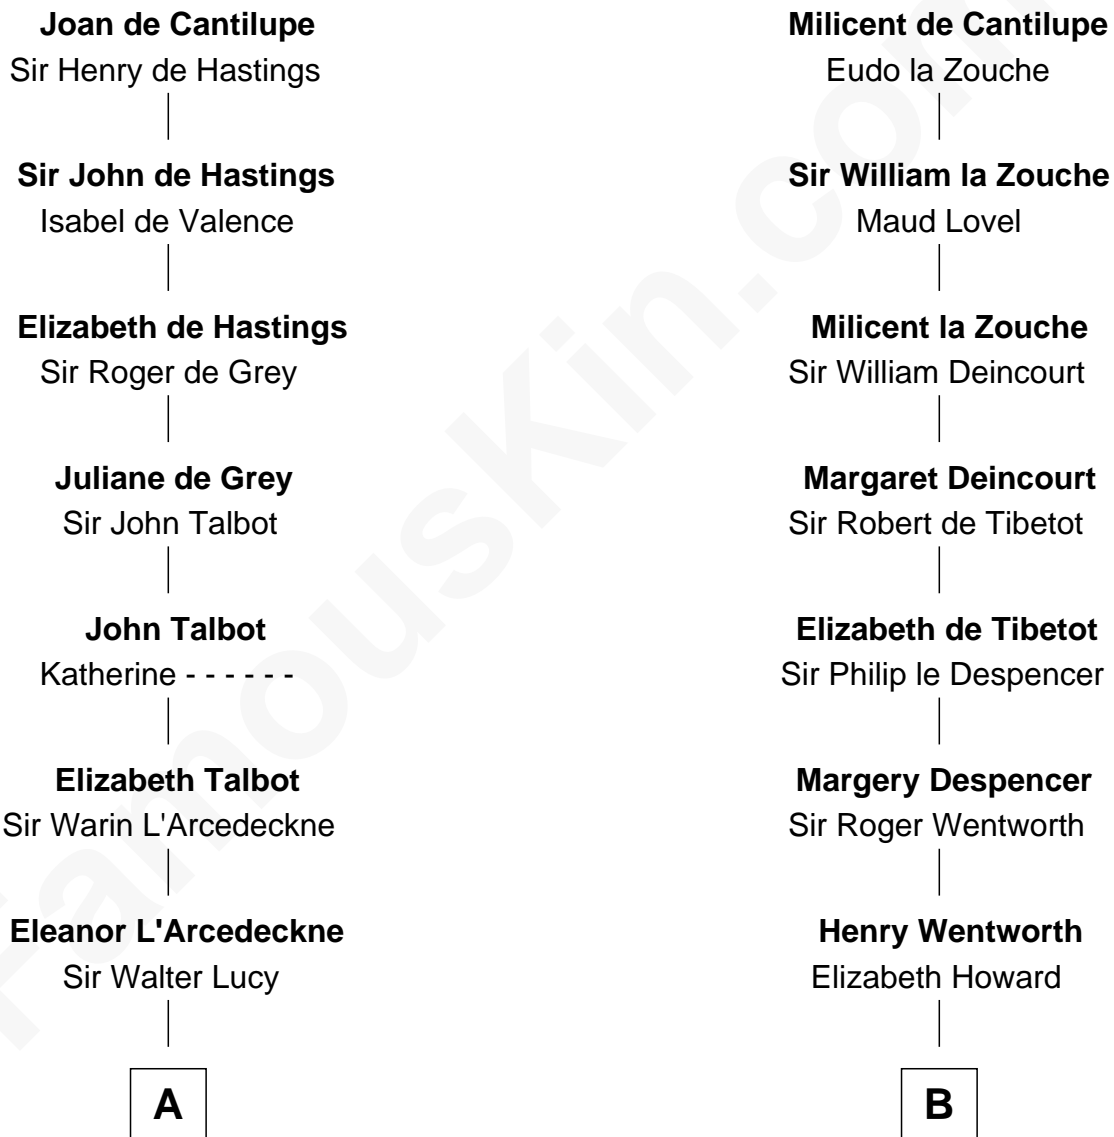 Joan de Cantilupe
Sir Henry de Hastings
Sir John de Hastings
Isabel de Valence
Elizabeth de Hastings
Sir Roger de Grey
Juliane de Grey
Sir John Talbot
John Talbot
Katherine - - - - - -
Elizabeth Talbot
Sir Warin L'Arcedeckne
Eleanor L'Arcedeckne
Sir Walter Lucy
A
Milicent de Cantilupe
Eudo la Zouche
Sir William la Zouche
Maud Lovel
Milicent la Zouche
Sir William Deincourt
Margaret Deincourt
Sir Robert de Tibetot
Elizabeth de Tibetot
Sir Philip le Despencer
Margery Despencer
Sir Roger Wentworth
Henry Wentworth
Elizabeth Howard
B
FamousKin.com